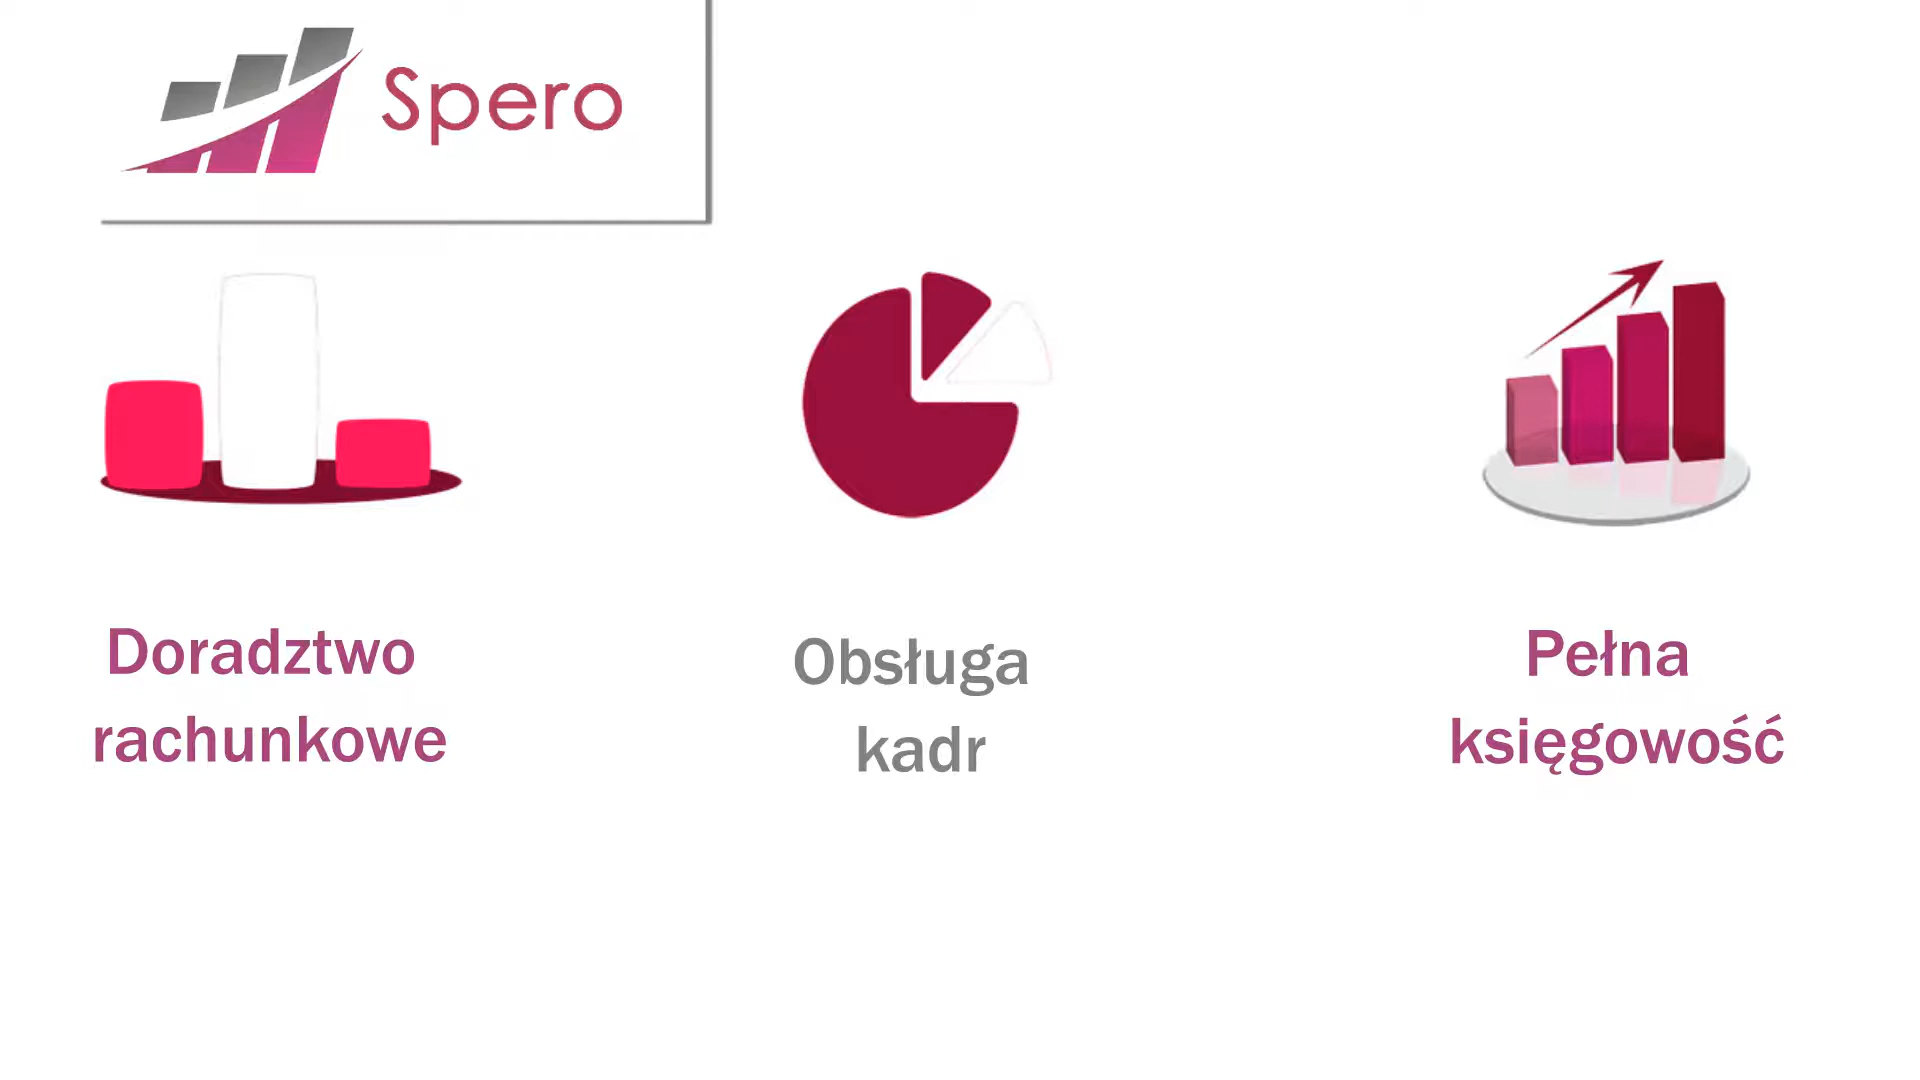 Spero
Doradztwo
rachunkowe
Obsługa
kadr
Pełna
księgowość